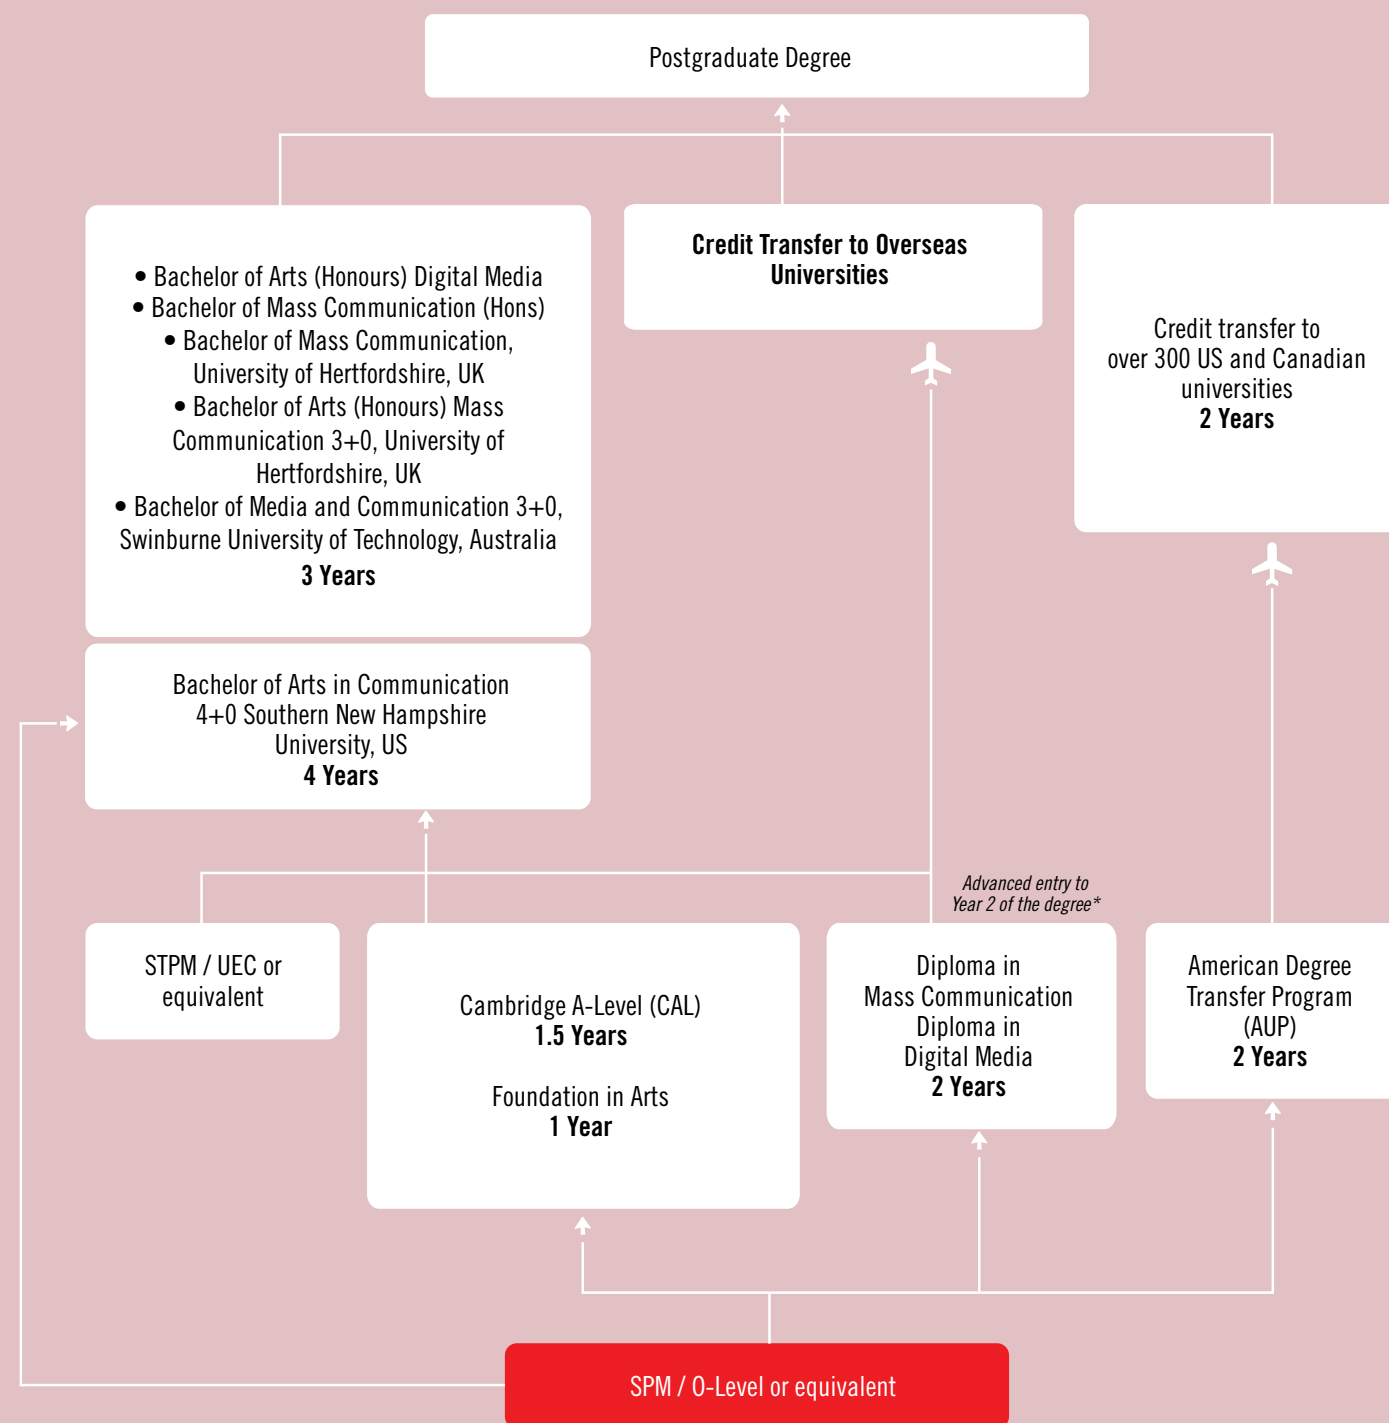 Postgraduate Degree
• Bachelor of Arts (Honours) Digital Media
• Bachelor of Mass Communication (Hons)
• Bachelor of Mass Communication,
University of Hertfordshire, UK
• Bachelor of Arts (Honours) Mass
Communication 3+0, University of
Hertfordshire, UK
• Bachelor of Media and Communication 3+0,
Swinburne University of Technology, Australia
3 Years
Credit Transfer to Overseas
Universities
Credit transfer to
over 300 US and Canadian
universities
2 Years
Bachelor of Arts in Communication
4+0 Southern New Hampshire
University, US
4 Years
Advanced entry to
Year 2 of the degree*
STPM / UEC or
equivalent
Cambridge A-Level (CAL)
1.5 Years
Foundation in Arts
1 Year
Diploma in
Mass Communication
Diploma in
Digital Media
2 Years
American Degree
Transfer Program
(AUP)
2 Years
SPM / O-Level or equivalent